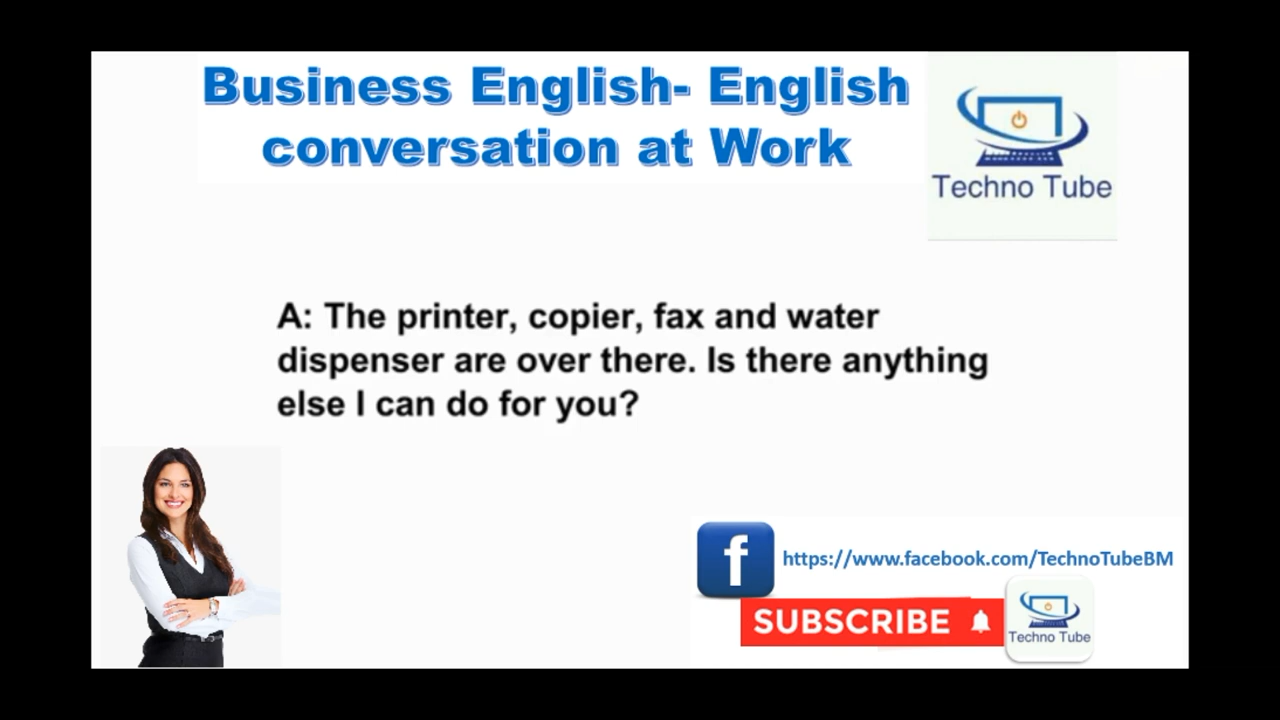 Business English- English
conversation at Work
Techno Tube
A: The printer, copier, fax and water
dispenser are over there. Is there anything
else I can do for you?
f
https://www.facebook.com/TechnoTubeBM
SUBSCRIBE
Techno Tube